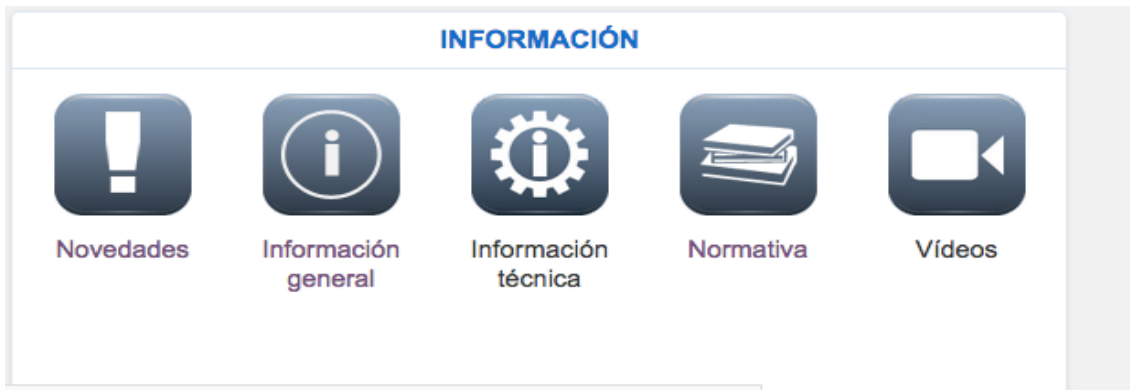 INFORMACIÓN
Novedades
Información
general
Información
técnica
Normativa
Vídeos